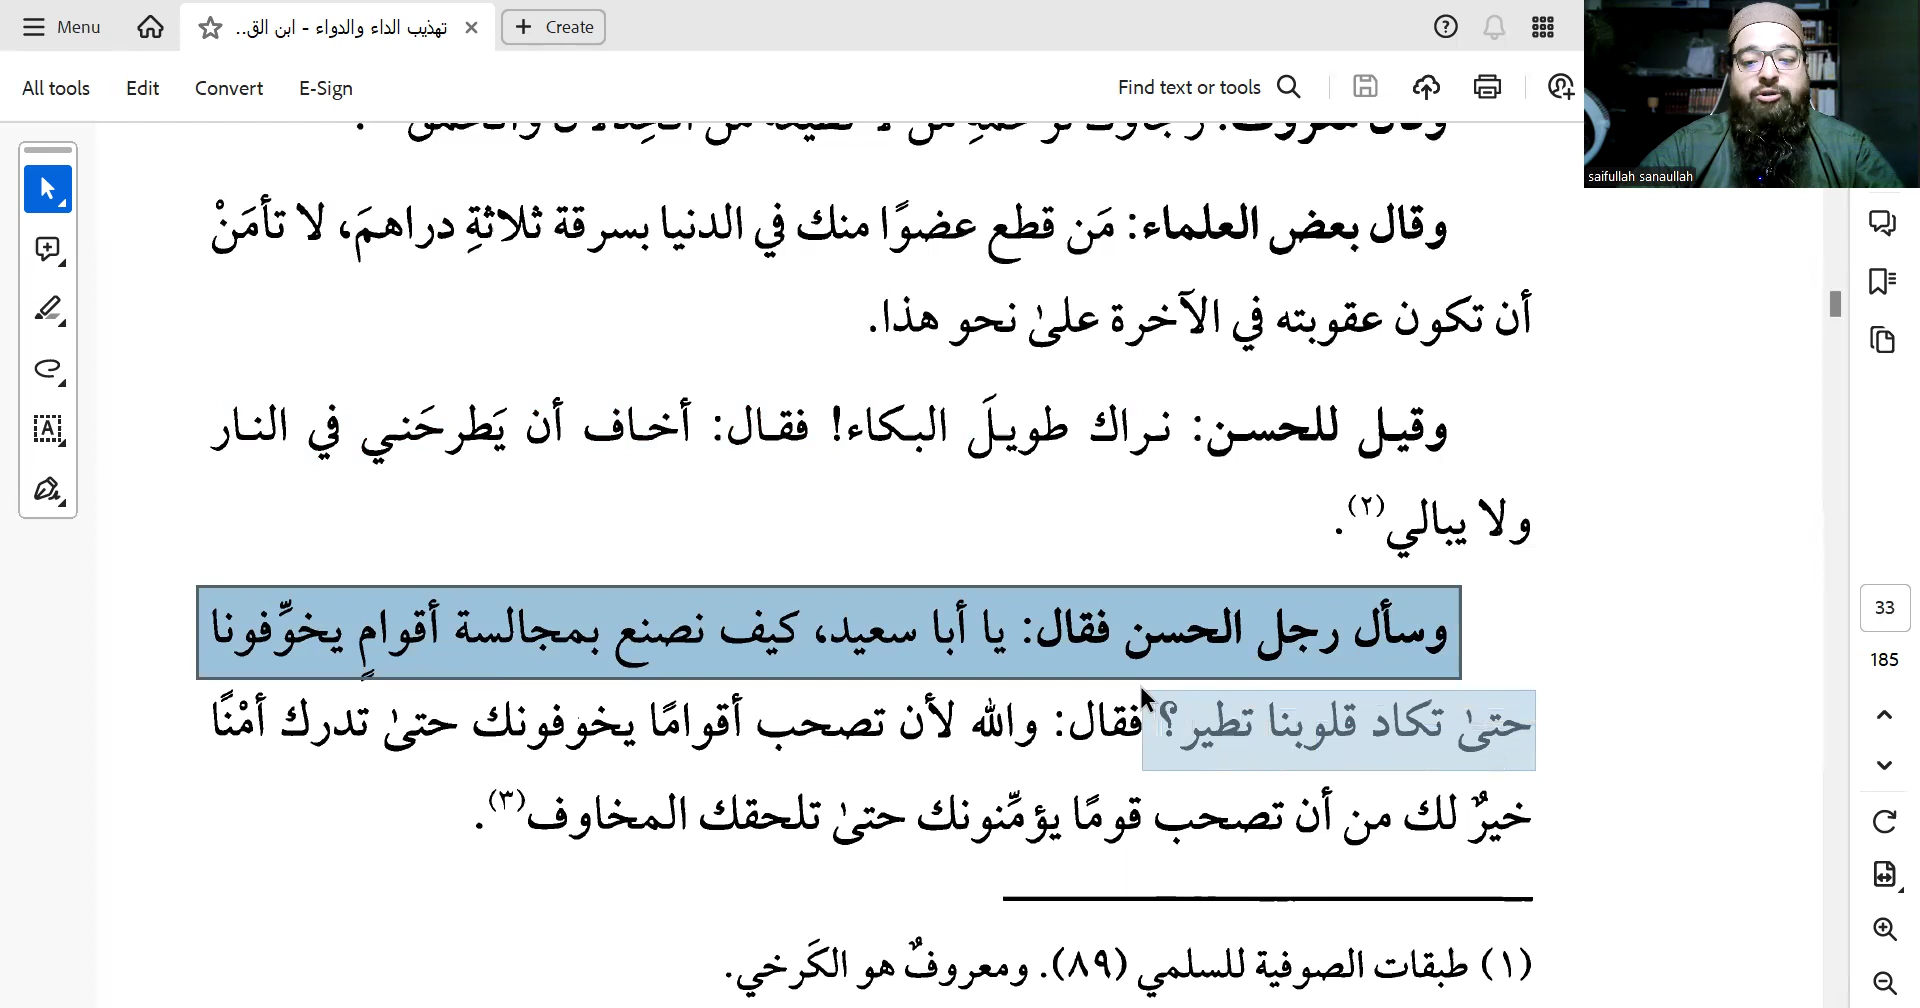 Menu
تهذيب الداء والدواء - ابن الق..
Create
All tools
Edit
Convert
E-Sign
Find text or tools
saifullah sanaullah
وقال بعض العلماء: مَن قطع عضوًا منك في الدنيا بسرقة ثلاثةِ دراهمَ، لا تأمَنْ
أن تكون عقوبته في الآخرة علىٰ نحو هذا.
وقيل للحسن: نراك طويلَ البكاء! فقال: أخاف أن يَطرحَني في النار
ولا يبالي(٢).
وسأل رجل الحسن فقال: يا أبا سعيد، كيف نصنع بمجالسة أقوامٍ يخوِّفونا
حتىٰ تكاد قلوبنا تطير؟ فقال: والله لأن تصحب أقوامًا يخوفونك حتىٰ تدرك أمْنًا
خيرٌ لك من أن تصحب قومًا يؤمِّنونك حتىٰ تلحقك المخاوف(٣).
(١) طبقات الصوفية للسلمي (٨٩). ومعروفٌ هو الكَرخي.
33
185